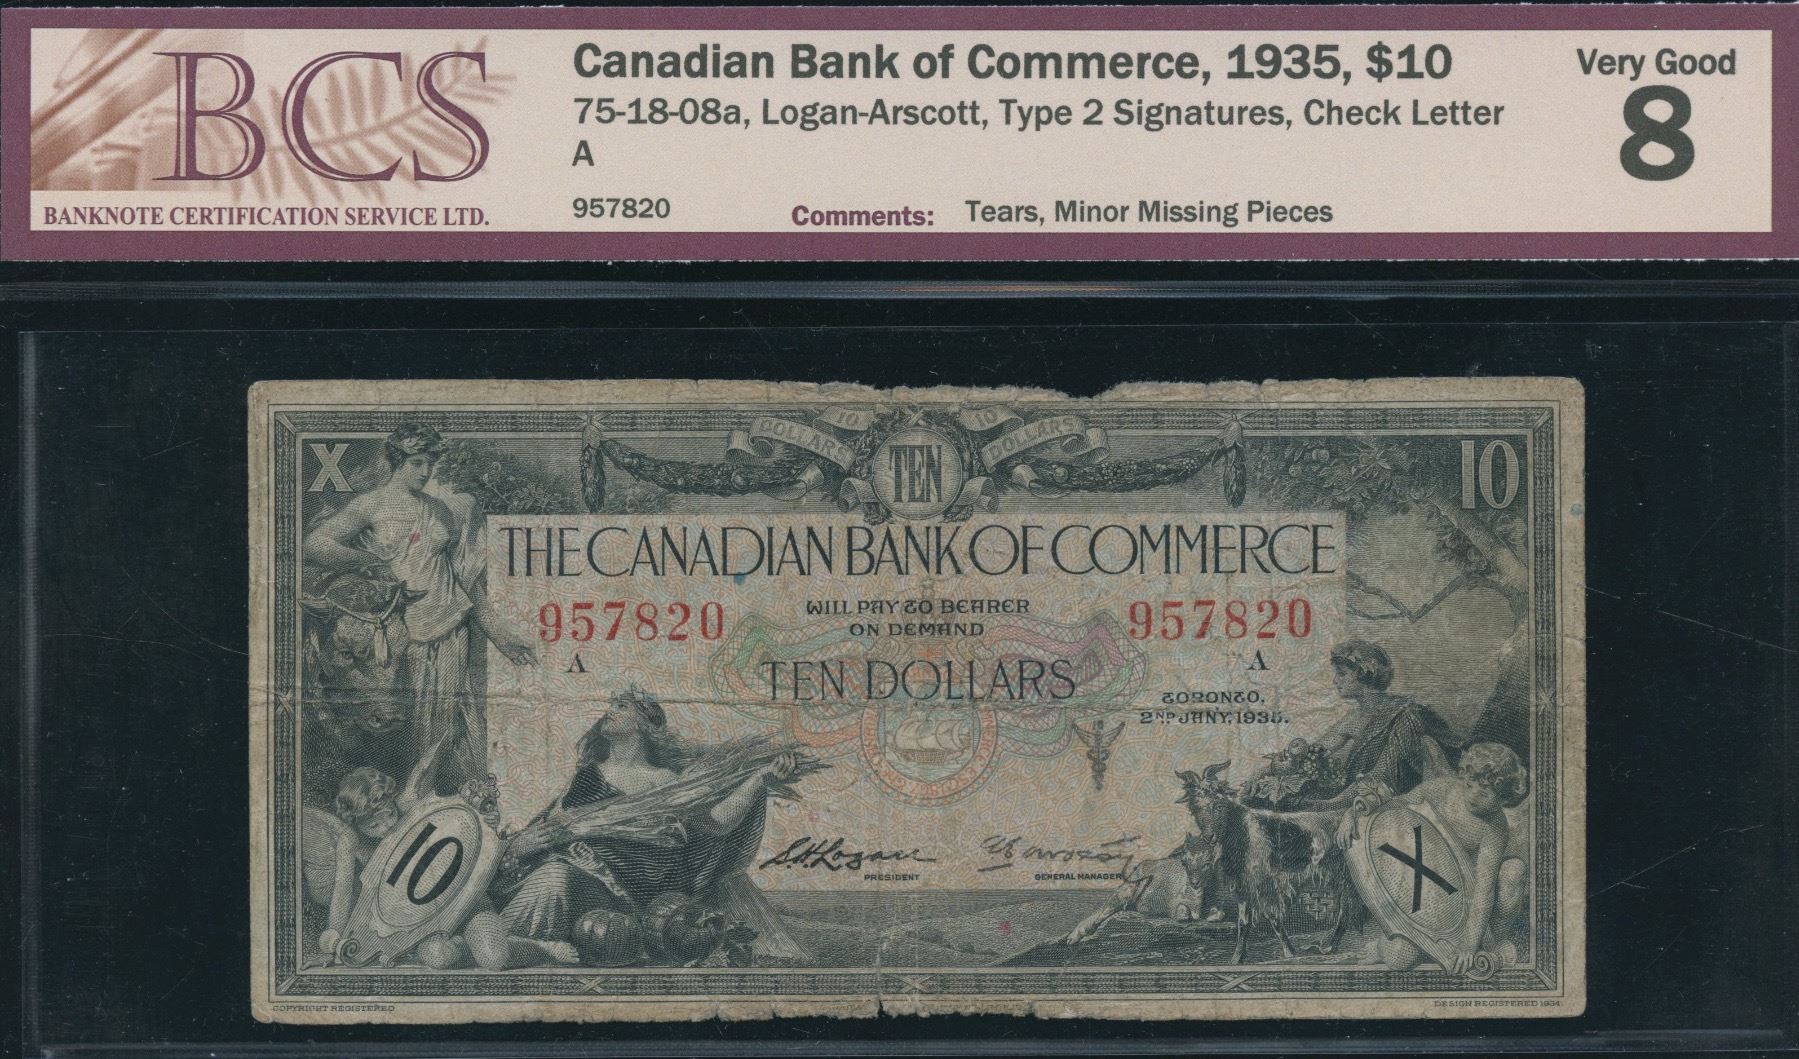 BCS
BANKNOTE CERTIFICATION SERVICE LTD.
Canadian Bank of Commerce, 1935, $10
75-18-08a, Logan-Arscott, Type 2 Signatures, Check Letter
A
957820
Comments: Tears, Minor Missing Pieces
Very Good
8
X
10 DOLLARS
TEN
10 DOLLARS
10
THE CANADIAN BANK OF COMMERCE
957820
WILL PAY TO BEARER
957820
ON DEMAND
A
TEN DOLLARS
A
TORONTO,
2ND JANY. 1935.
10
X
S.H. Logan
PRESIDENT
GENERAL MANAGER
COPYRIGHT REGISTERED
DESIGN REGISTERED 1934